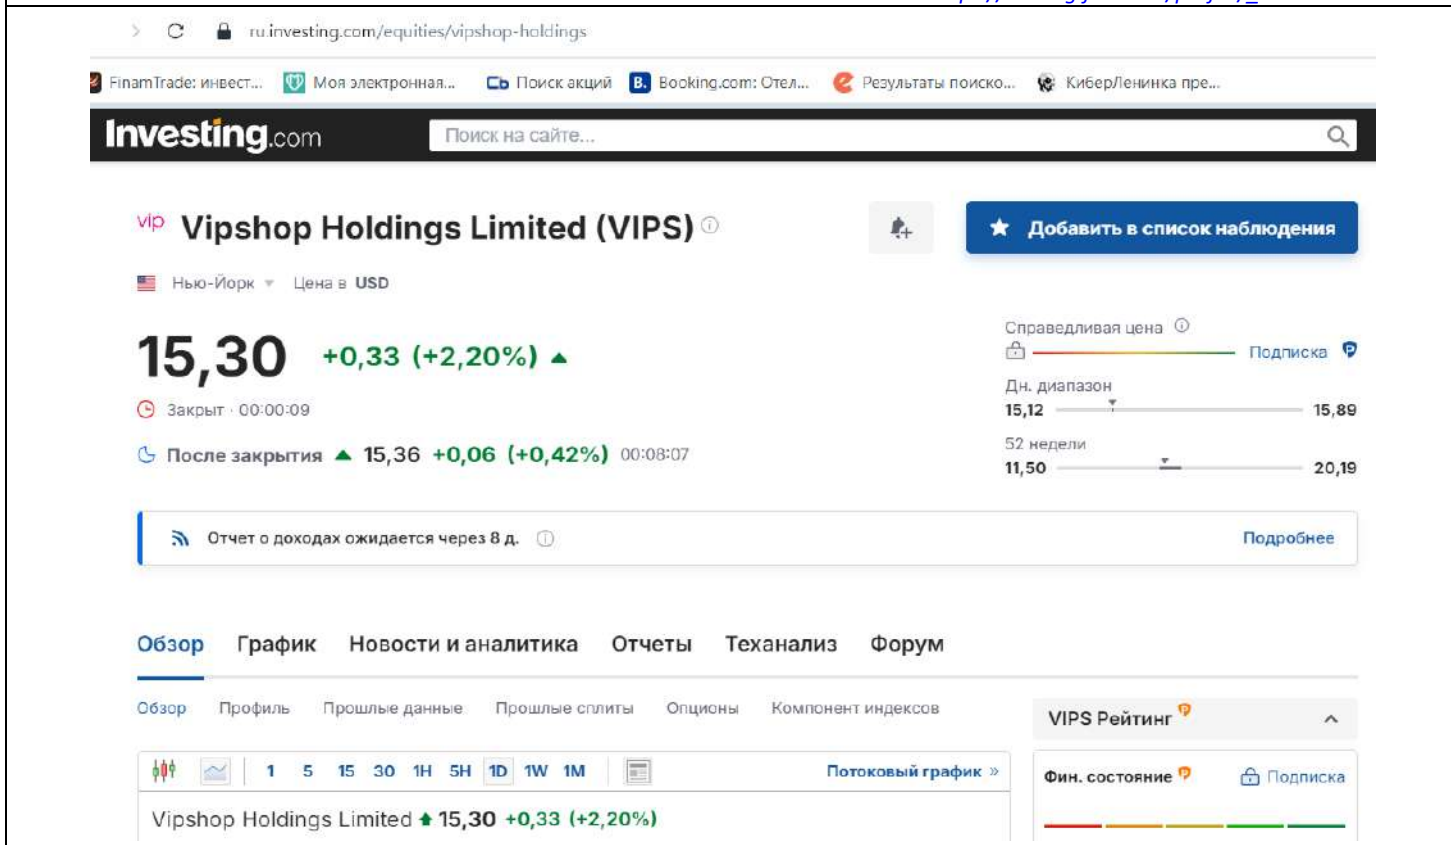 ru.investing.com/equities/vipshop-holdings
FinamTrade: инвест... Моя электронная... Сь Поиск акций B. Booking.com: Отел... Результаты поиско... КиберЛенинка пре...
Investing.com Поиск на сайте...
vip Vipshop Holdings Limited (VIPS)
Добавить в список наблюдения
Нью-Йорк Цена в USD
15,30 +0,33 (+2,20%)
Справедливая цена
Подписка
Закрыт · 00:00:09
Дн. диапазон
15,12 15,89
После закрытия 15,36 +0,06 (+0,42%) 00:08:07
52 недели
11,50 20,19
Отчет о доходах ожидается через 8 д. Подробнее
Обзор График Новости и аналитика Отчеты Теханализ Форум
Обзор Профиль Прошлые данные Прошлые сплиты Опционы Компонент индексов
VIPS Рейтинг
1 5 15 30 1H 5H 1D 1W 1M Потоковый график »
Фин. состояние Подписка
Vipshop Holdings Limited 15,30 +0,33 (+2,20%)